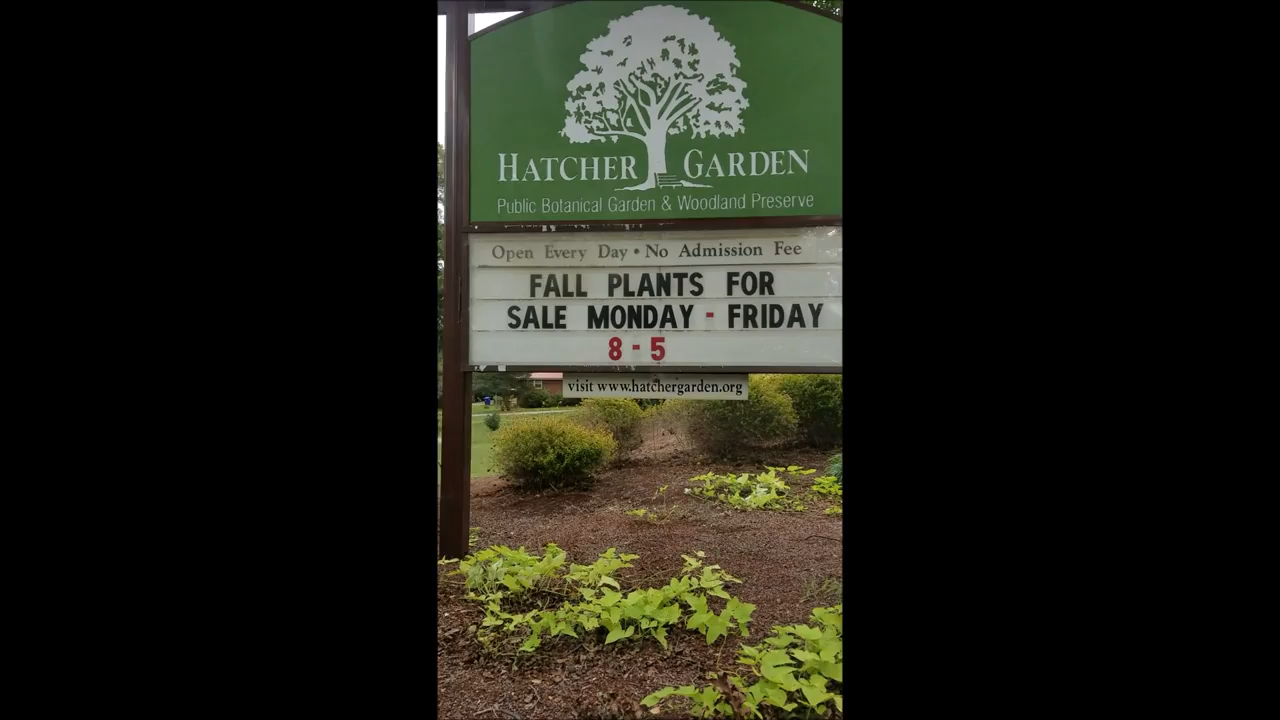 HATCHER GARDEN
Public Botanical Garden & Woodland Preserve
Open Every Day • No Admission Fee
FALL PLANTS FOR
SALE MONDAY - FRIDAY
8 - 5
visit www.hatchergarden.org